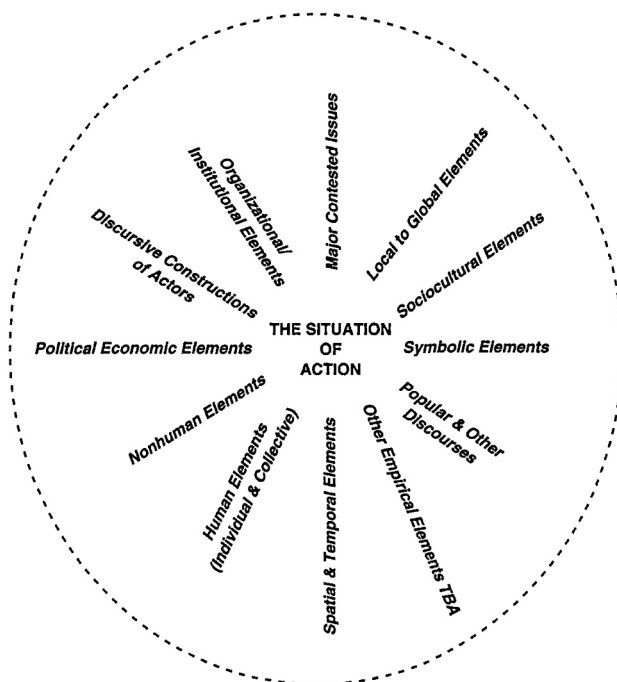 Major Contested Issues
Local to Global Elements
Sociocultural Elements
Symbolic Elements
Popular & Other
Discourses
Other Empirical Elements TBA
Spatial & Temporal Elements
Human Elements
(Individual & Collective)
Nonhuman Elements
Political Economic Elements
Discursive Constructions
of Actors
Organizational/
Institutional Elements
THE SITUATION
OF
ACTION